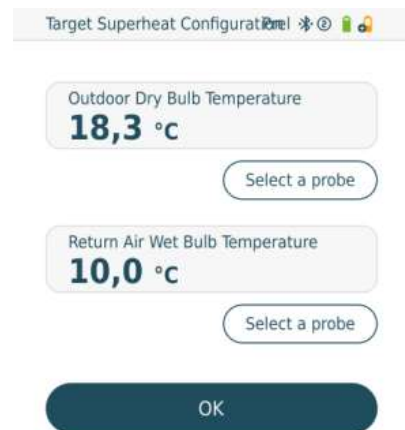 Target Superheat Configuration
Outdoor Dry Bulb Temperature
18,3 °C
Select a probe
Return Air Wet Bulb Temperature
10,0 °C
Select a probe
OK